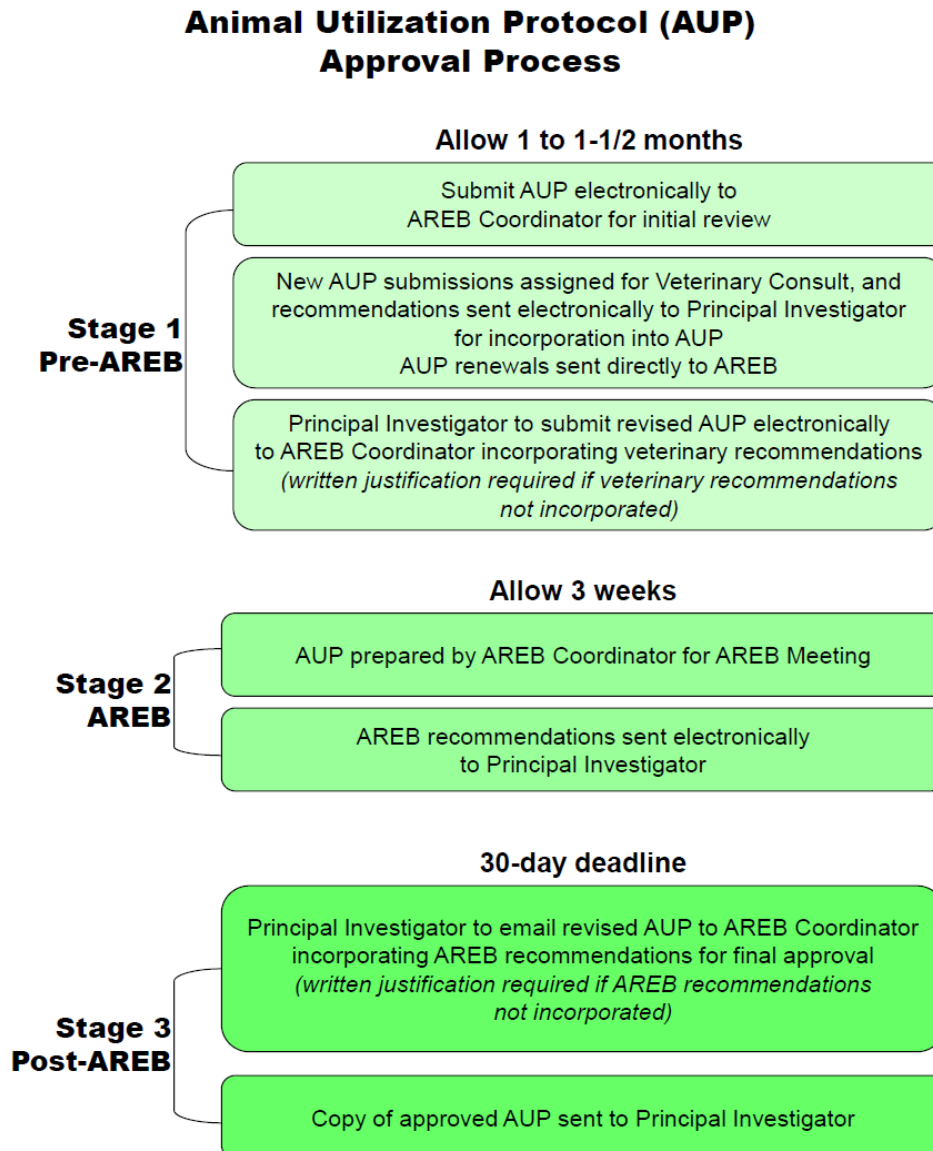 Animal Utilization Protocol (AUP)
Approval Process
Allow 1 to 1-1/2 months
Stage 1
Pre-AREB
Submit AUP electronically to
AREB Coordinator for initial review
New AUP submissions assigned for Veterinary Consult, and
recommendations sent electronically to Principal Investigator
for incorporation into AUP
AUP renewals sent directly to AREB
Principal Investigator to submit revised AUP electronically
to AREB Coordinator incorporating veterinary recommendations
(written justification required if veterinary recommendations
not incorporated)
Allow 3 weeks
Stage 2
AREB
AUP prepared by AREB Coordinator for AREB Meeting
AREB recommendations sent electronically
to Principal Investigator
30-day deadline
Stage 3
Post-AREB
Principal Investigator to email revised AUP to AREB Coordinator
incorporating AREB recommendations for final approval
(written justification required if AREB recommendations
not incorporated)
Copy of approved AUP sent to Principal Investigator